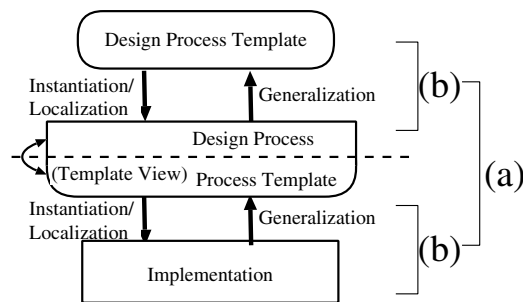 Design Process Template
Instantiation/
Localization
Generalization
(b)
Design Process
(Template View)
Process Template
(a)
Instantiation/
Localization
Generalization
(b)
Implementation